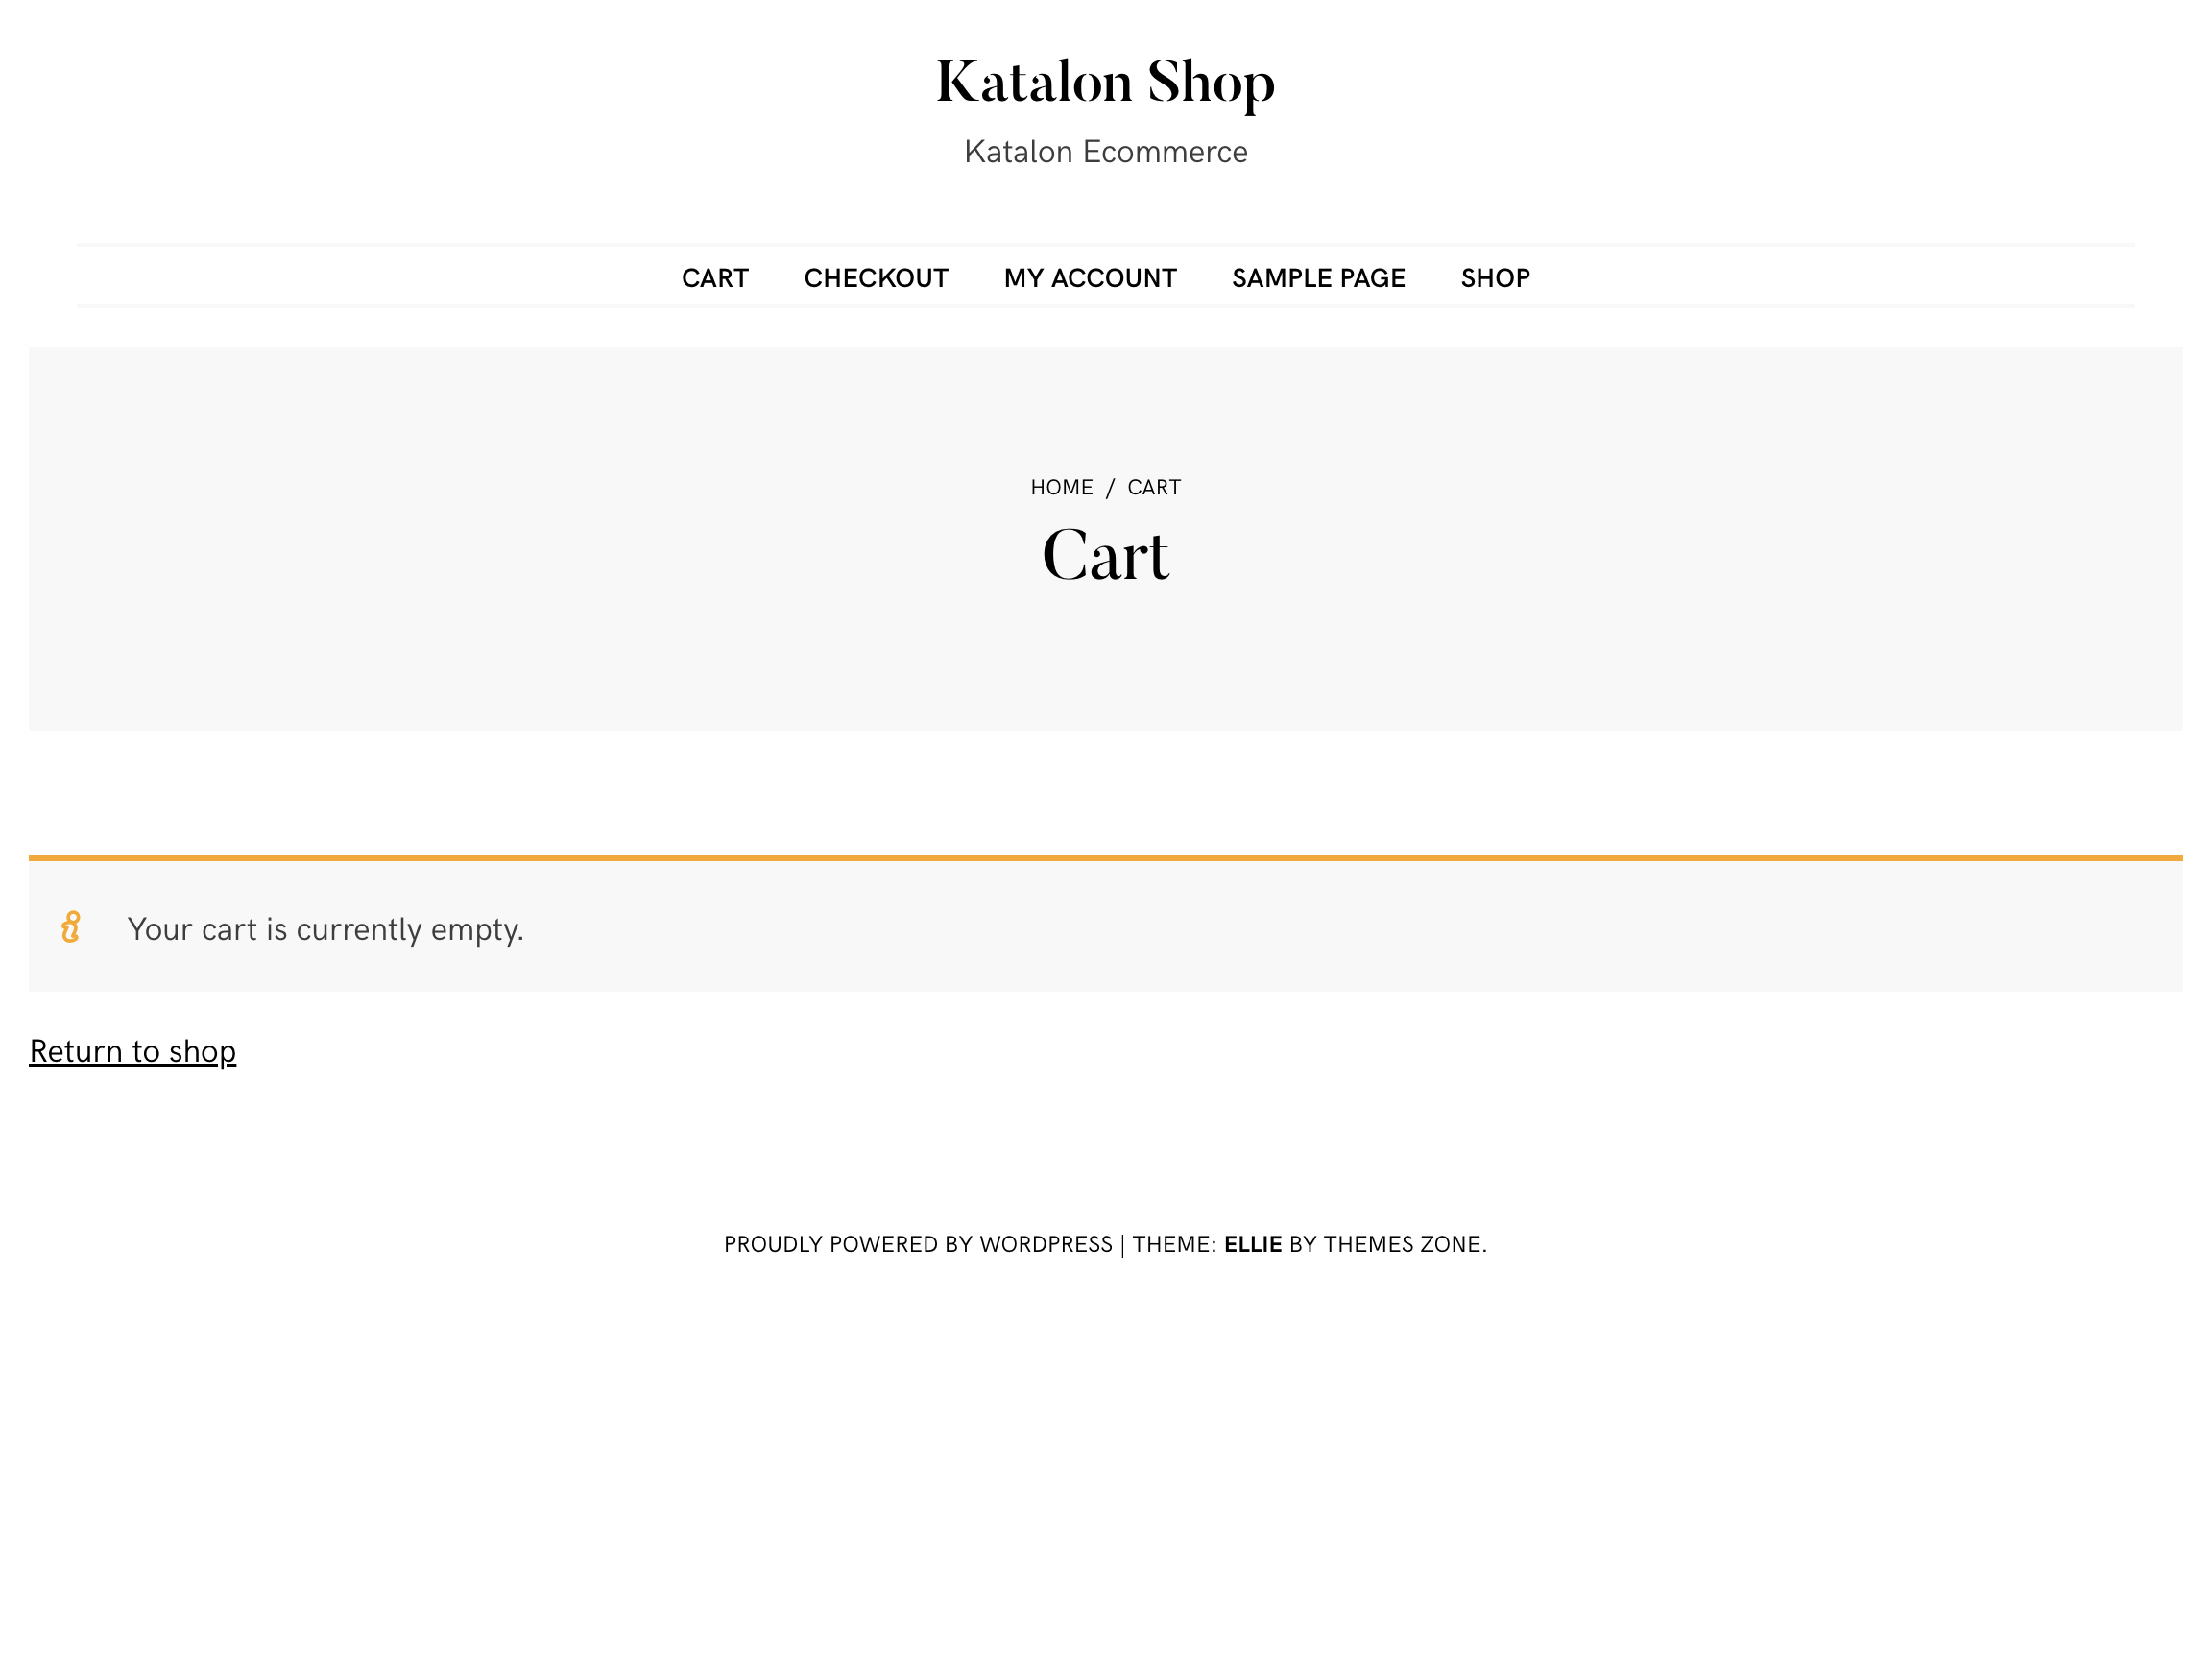 Katalon Shop
Katalon Ecommerce
CART CHECKOUT MY ACCOUNT SAMPLE PAGE SHOP
HOME / CART
Cart
Your cart is currently empty.
Return to shop
PROUDLY POWERED BY WORDPRESS | THEME: ELLIE BY THEMES ZONE.